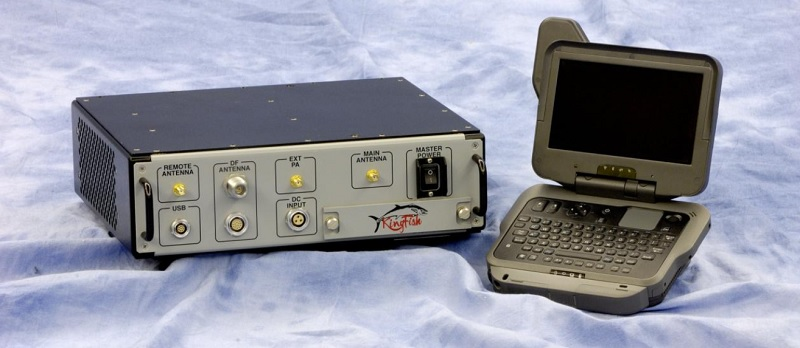 REMOTE
ANTENNA
DF
ANTENNA
EXT
PA
MAIN
ANTENNA
MASTER
POWER
USB
DC
INPUT
KingFish